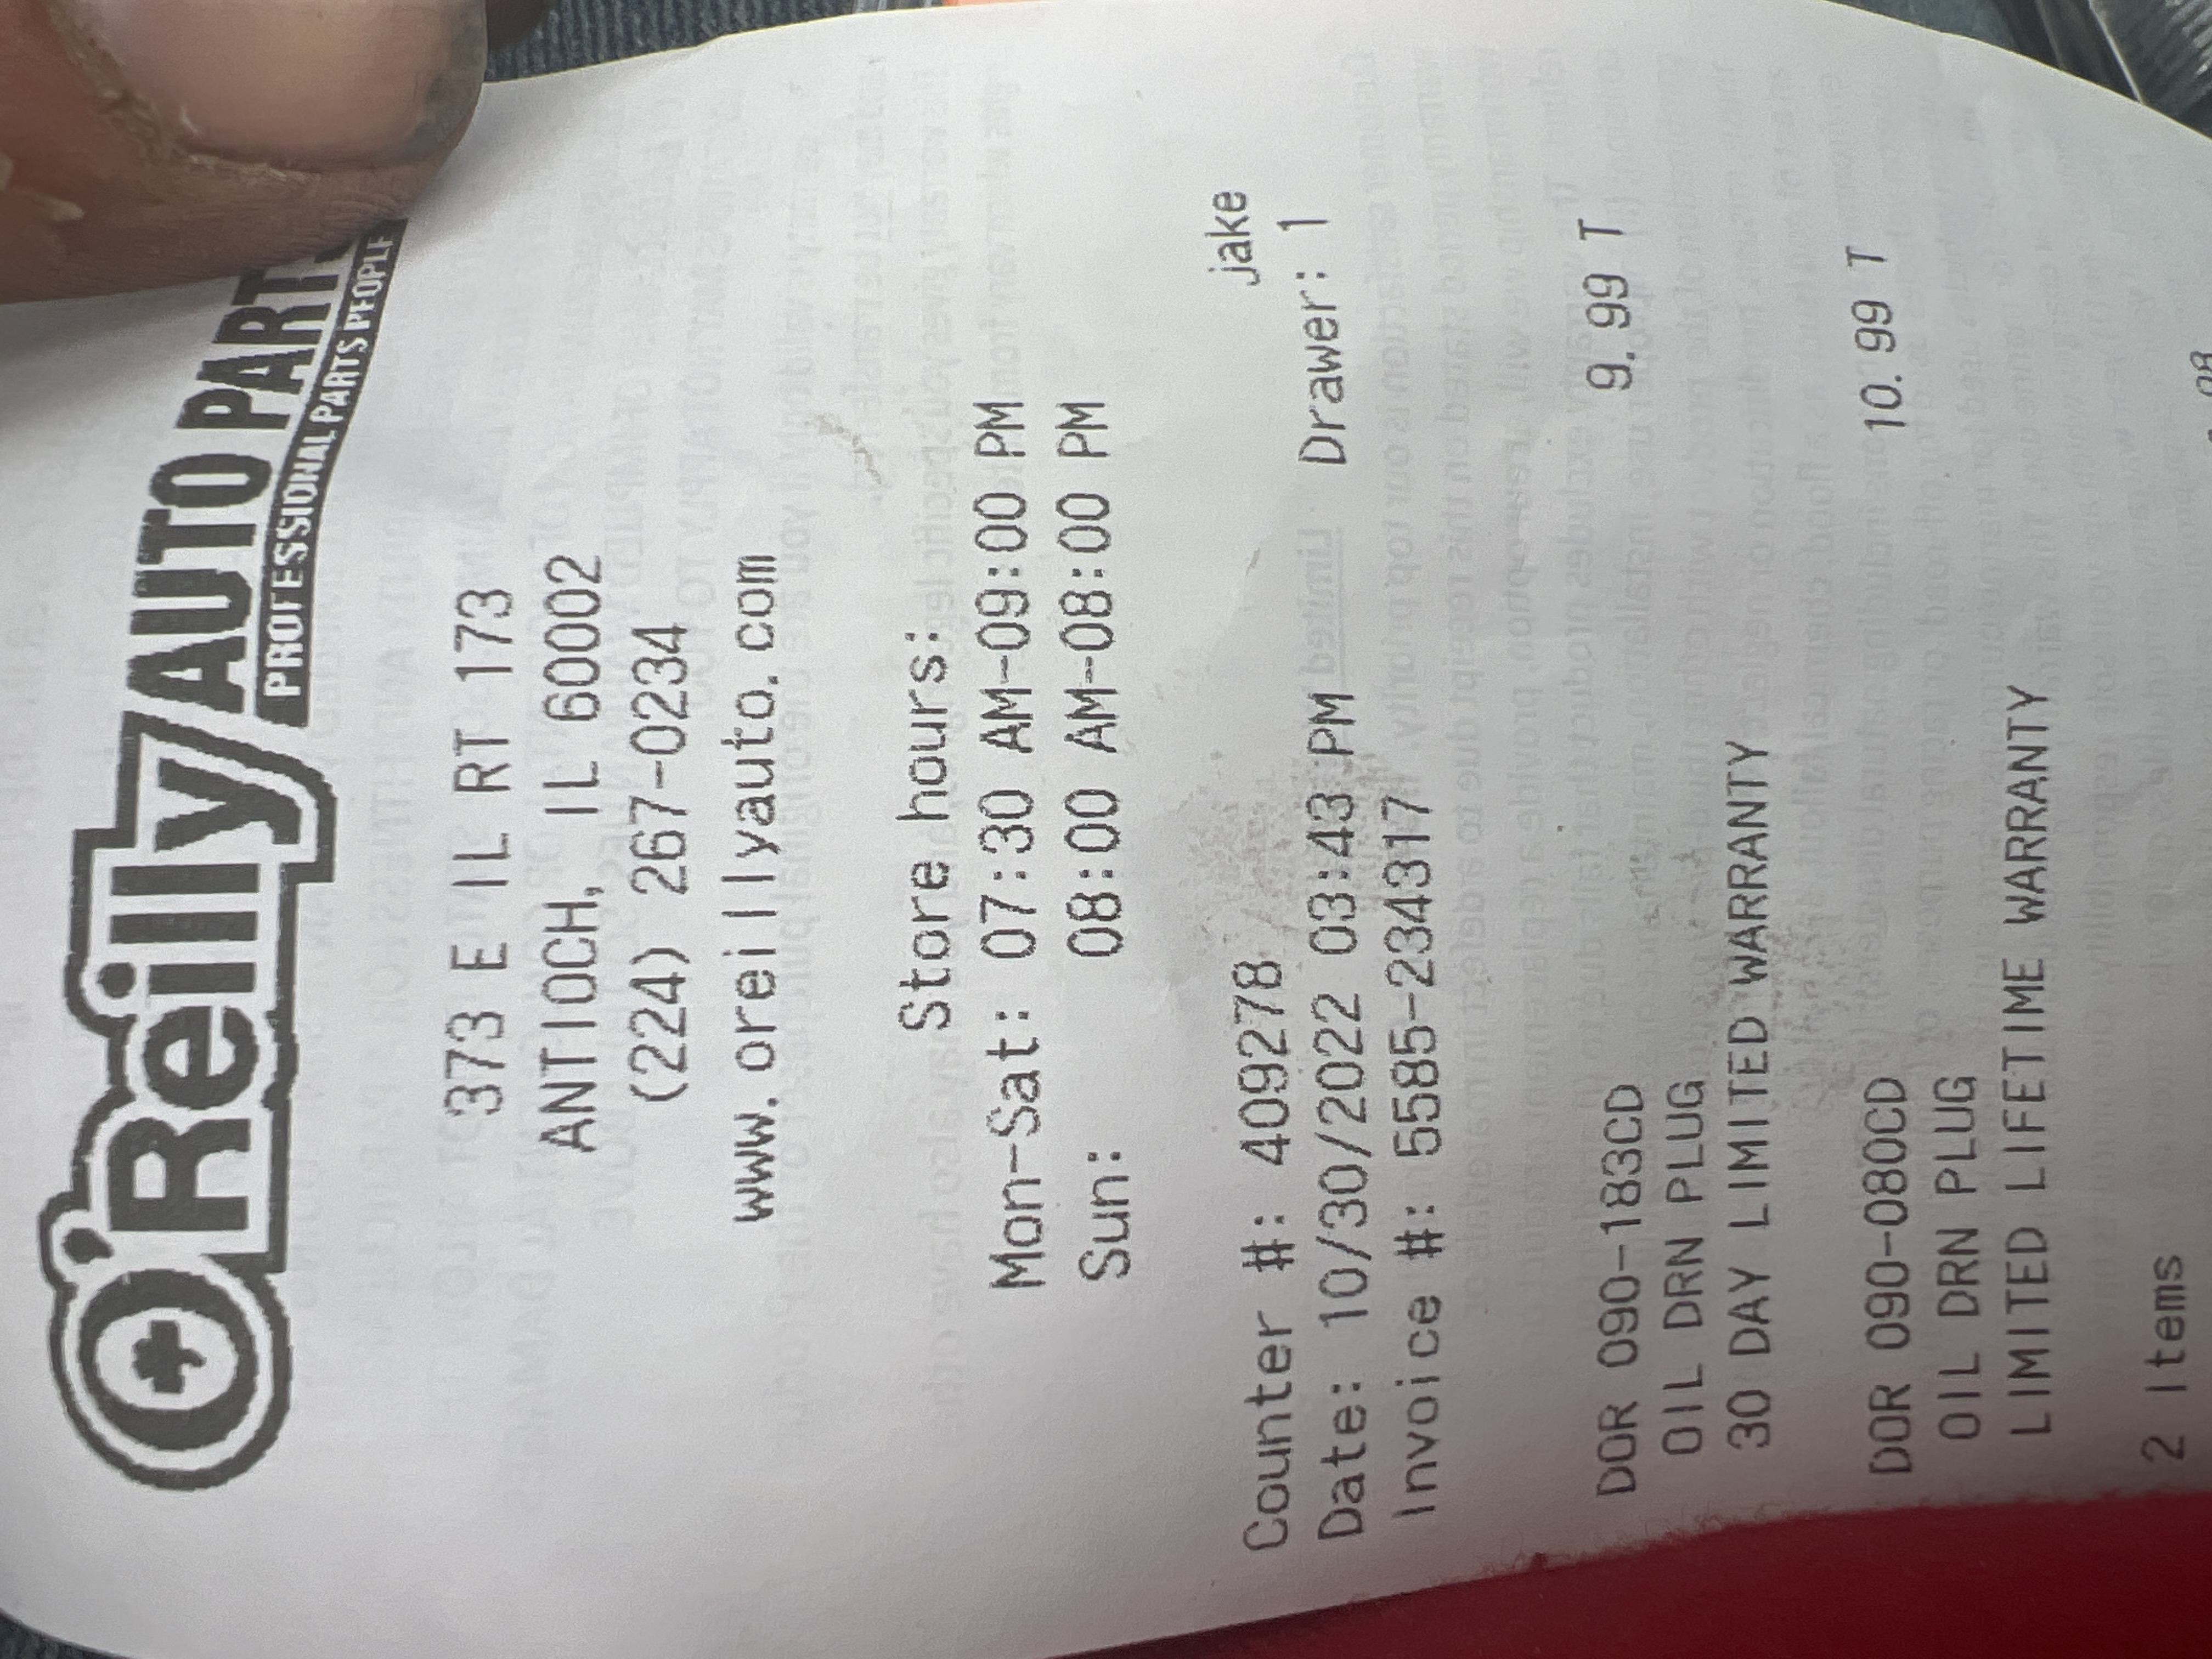 O'Reilly AUTO PARTS
PROFESSIONAL PARTS PEOPLE
373 E IL RT 173
ANTIOCH, IL 60002
(224) 267-0234
www.oreillyauto.com
Store hours:
Mon-Sat: 07:30 AM-09:00 PM
Sun: 08:00 AM-08:00 PM
Counter #: 409278 jake
Date: 10/30/2022 03:43 PM Drawer: 1
Invoice #: 5585-234317
DOR 090-183CD 9.99 T
OIL DRN PLUG
30 DAY LIMITED WARRANTY
DOR 090-080CD 10.99 T
OIL DRN PLUG
LIMITED LIFETIME WARRANTY
2 Items